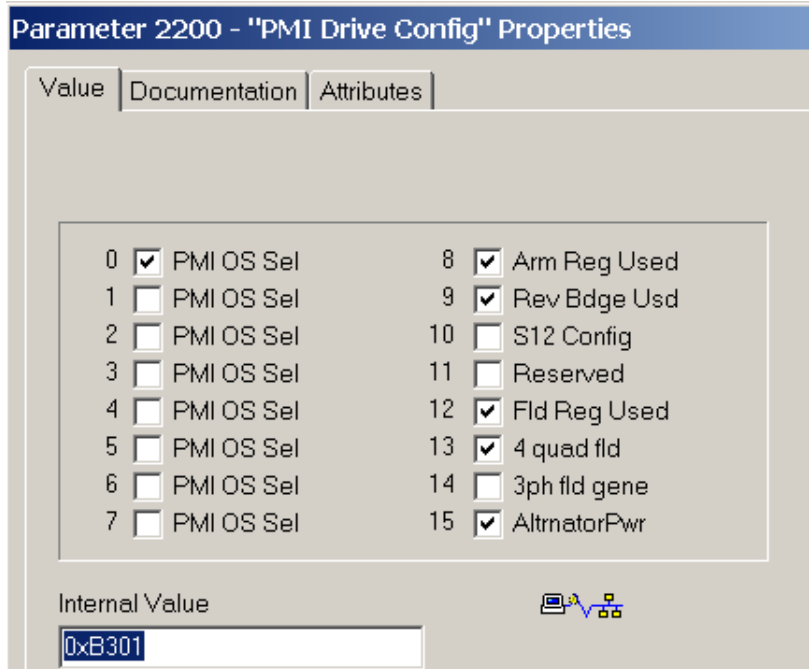 Parameter 2200 - "PMI Drive Config" Properties
Value Documentation Attributes
0 PMI OS Sel 8 Arm Reg Used
1 PMI OS Sel 9 Rev Bdge Usd
2 PMI OS Sel 10 S12 Config
3 PMI OS Sel 11 Reserved
4 PMI OS Sel 12 Fld Reg Used
5 PMI OS Sel 13 4 quad fld
6 PMI OS Sel 14 3ph fld gene
7 PMI OS Sel 15 AltrnatorPwr
Internal Value
0xB301